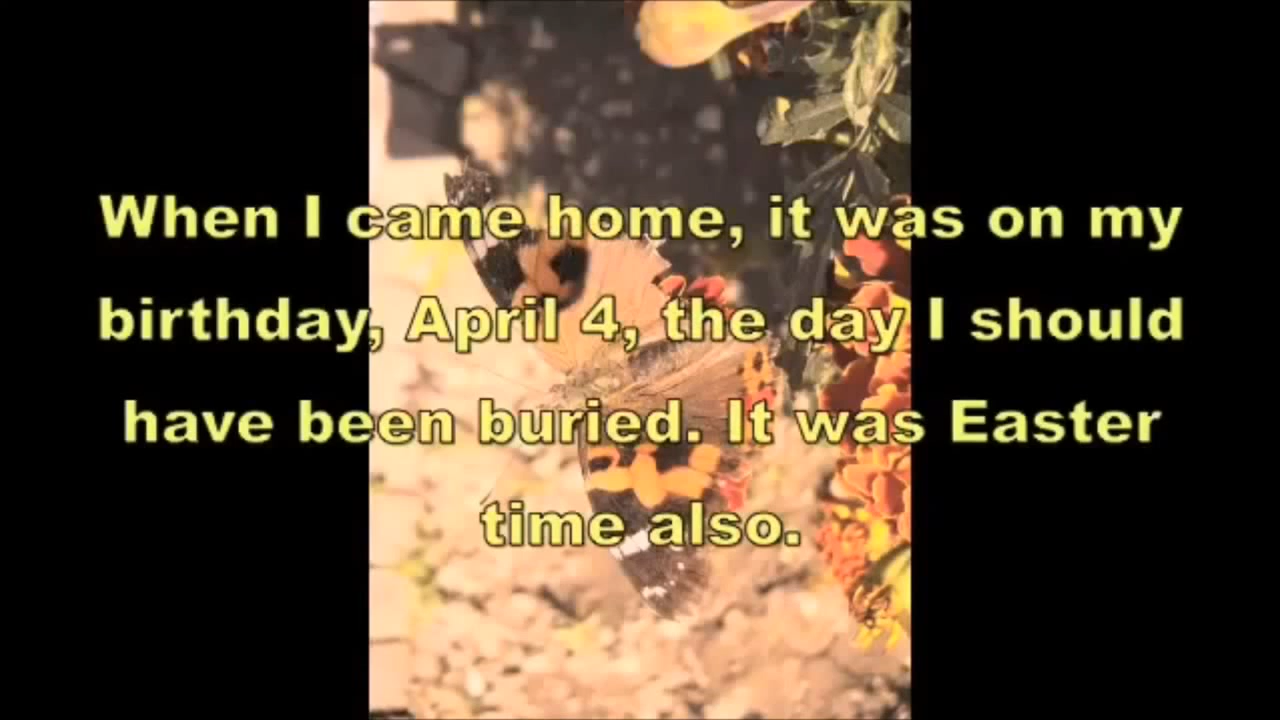 When I came home, it was on my
birthday, April 4, the day I should
have been buried. It was Easter
time also.